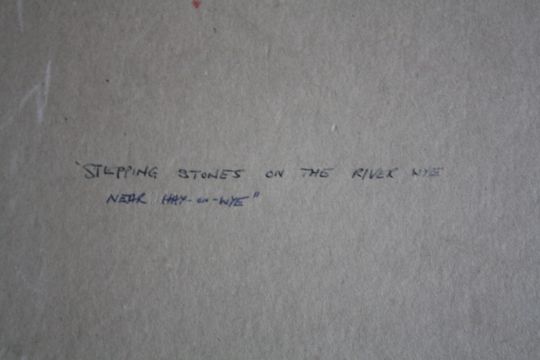 "STEPPING STONES ON THE RIVER WYE
NEAR HAY-on-WYE"